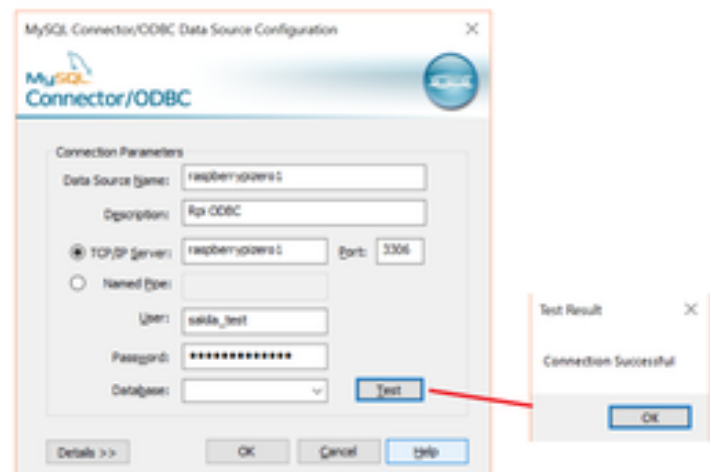 MySQL Connector/ODBC Data Source Configuration
MySQL
Connector/ODBC
Connection Parameters
Data Source Name: raspberrypizero1
Description: Rpi ODBC
TCP/IP Server: raspberrypizero1 Port: 3306
Named Pipe:
User: sakila_test
Password: •••••••••••••
Database:
Test
Details >> OK Cancel Help
Test Result
Connection Successful
OK